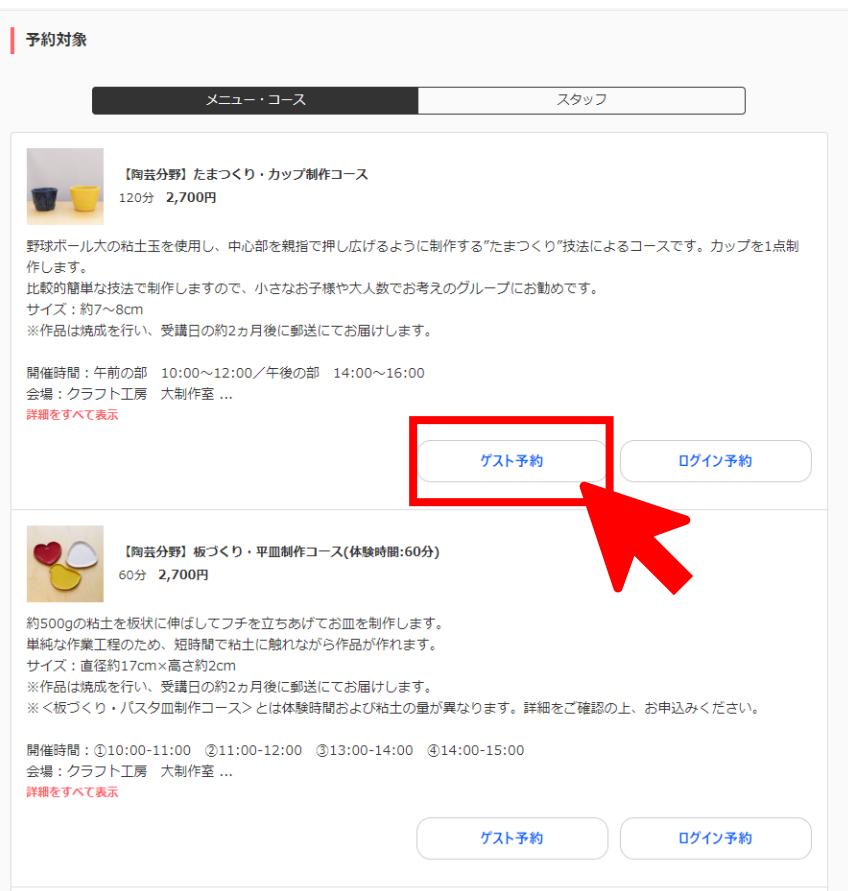 予約対象
メニュー・コース
スタッフ
【陶芸分野】たまつくり・カップ制作コース
120分 2,700円
野球ボール大の粘土玉を使用し、中心部を親指で押し広げるように制作する”たまつくり”技法によるコースです。カップを1点制
作します。
比較的簡単な技法で制作しますので、小さなお子様や大人数でお考えのグループにお勧めです。
サイズ：約7～8cm
※作品は焼成を行い、受講日の約2ヵ月後に郵送にてお届けします。
開催時間：午前の部　10:00～12:00／午後の部　14:00～16:00
会場：クラフト工房　大制作室 ...
詳細をすべて表示
ゲスト予約
ログイン予約
【陶芸分野】板づくり・平皿制作コース(体験時間:60分)
60分 2,700円
約500gの粘土を板状に伸ばしてフチを立ちあげてお皿を制作します。
単純な作業工程のため、短時間で粘土に触れながら作品が作れます。
サイズ：直径約17cm×高さ約2cm
※作品は焼成を行い、受講日の約2ヵ月後に郵送にてお届けします。
※＜板づくり・パスタ皿制作コース＞とは体験時間および粘土の量が異なります。詳細をご確認の上、お申込みください。
開催時間：①10:00-11:00　②11:00-12:00　③13:00-14:00　④14:00-15:00
会場：クラフト工房　大制作室 ...
詳細をすべて表示
ゲスト予約
ログイン予約